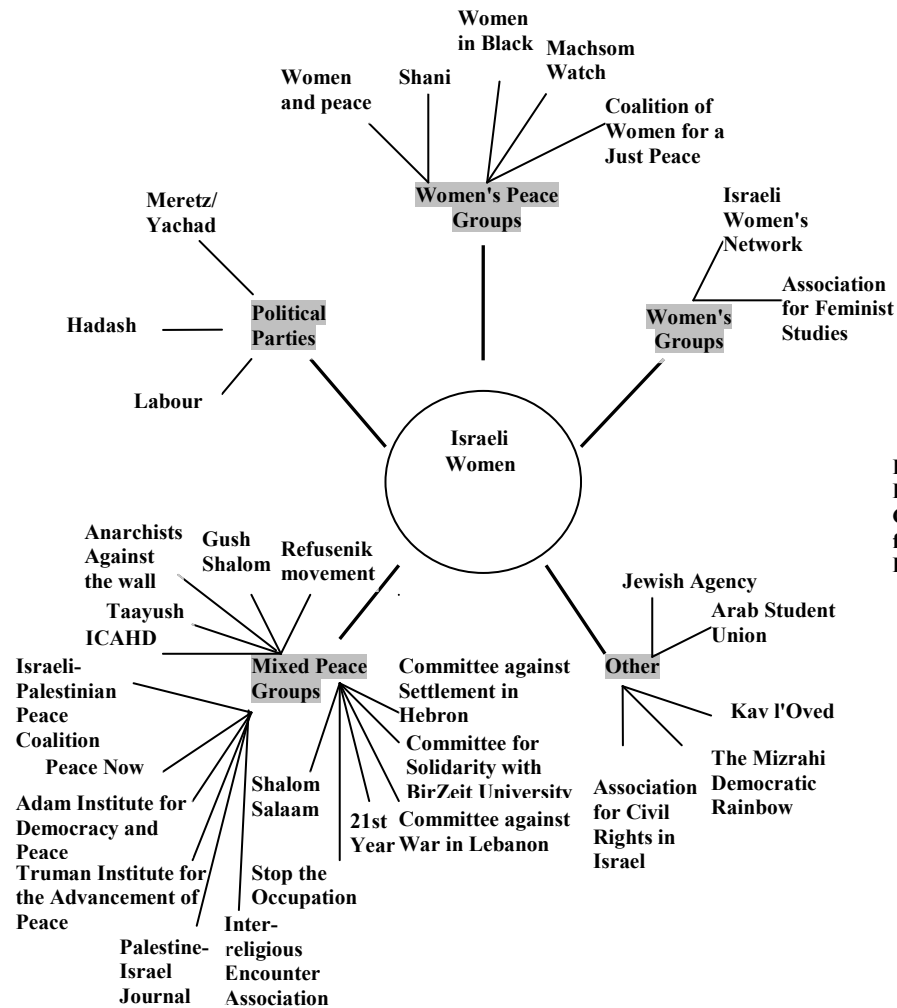 Women
in Black
Machsom
Watch
Women
and peace
Shani
Coalition of
Women for a
Just Peace
Women's Peace
Groups
Meretz/
Yachad
Israeli
Women's
Network
Political
Parties
Hadash
Labour
Association
for Feminist
Studies
Women's
Groups
Israeli
Women
Anarchists
Against
the wall
Gush
Shalom
Refusenik
movement
Taayush
ICAHD
Mixed Peace
Groups
Israeli-
Palestinian
Peace
Coalition
Peace Now
Adam Institute for
Democracy and
Peace
Truman Institute for
the Advancement of
Peace
Palestine-
Israel
Journal
Inter-
religious
Encounter
Association
Shalom
Salaam
Stop the
Occupation
21st
Year
Committee against
Settlement in
Hebron
Committee for
Solidarity with
BirZeit University
Committee against
War in Lebanon
Jewish Agency
Arab Student
Union
Other
Kav l'Oved
The Mizrahi
Democratic
Rainbow
Association
for Civil
Rights in
Israel